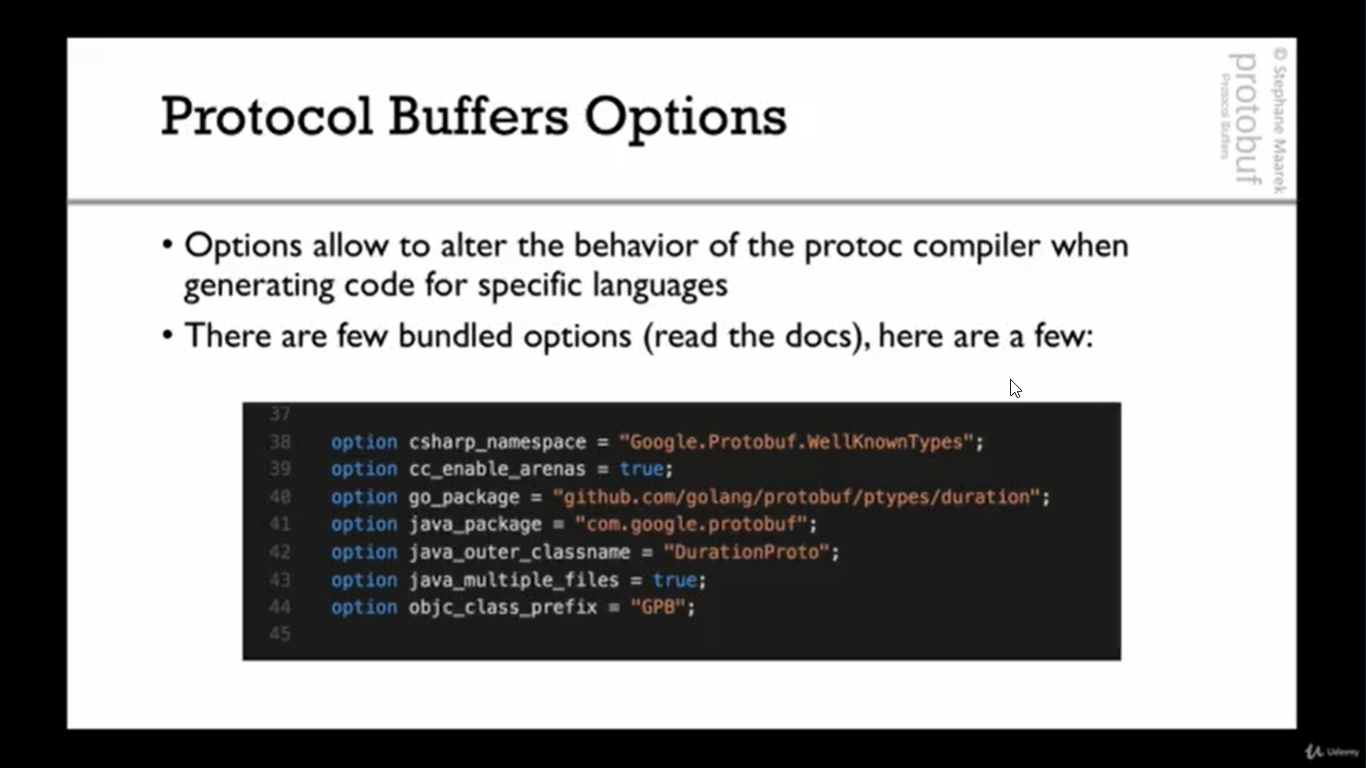 Protocol Buffers Options
© Stephane Maarek
protobuf
Protocol Buffers
• Options allow to alter the behavior of the protoc compiler when
generating code for specific languages
• There are few bundled options (read the docs), here are a few:
37
38 option csharp_namespace = "Google.Protobuf.WellKnownTypes";
39 option cc_enable_arenas = true;
40 option go_package = "github.com/golang/protobuf/ptypes/duration";
41 option java_package = "com.google.protobuf";
42 option java_outer_classname = "DurationProto";
43 option java_multiple_files = true;
44 option objc_class_prefix = "GPB";
45
Udemy